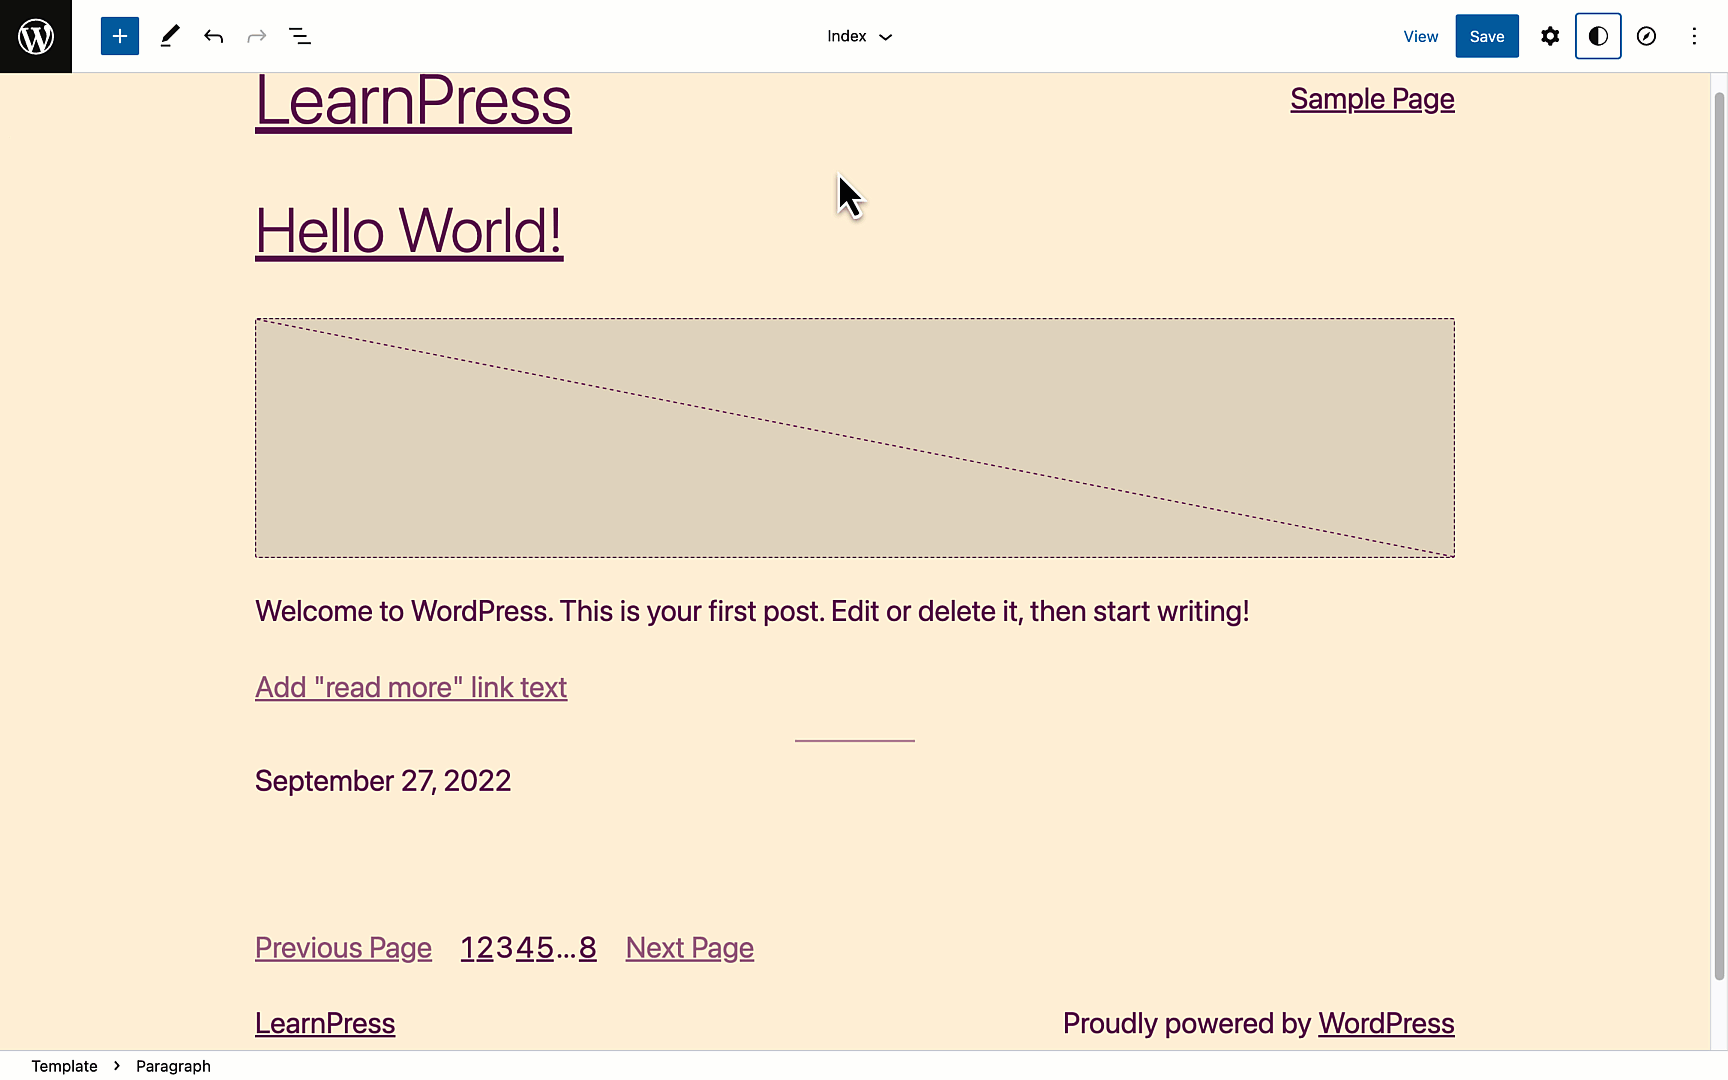 Index
View
Save
LearnPress
Sample Page
Hello World!
Welcome to WordPress. This is your first post. Edit or delete it, then start writing!
Add "read more" link text
September 27, 2022
Previous Page 12345...8 Next Page
LearnPress
Proudly powered by WordPress
Template > Paragraph